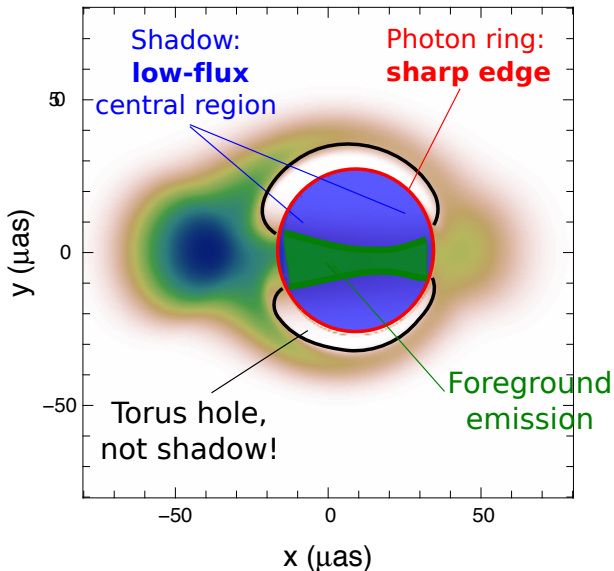 Shadow:
low-flux
central region
Photon ring:
sharp edge
50
0
−50
y (μas)
Torus hole,
not shadow!
Foreground
emission
−50
0
50
x (μas)